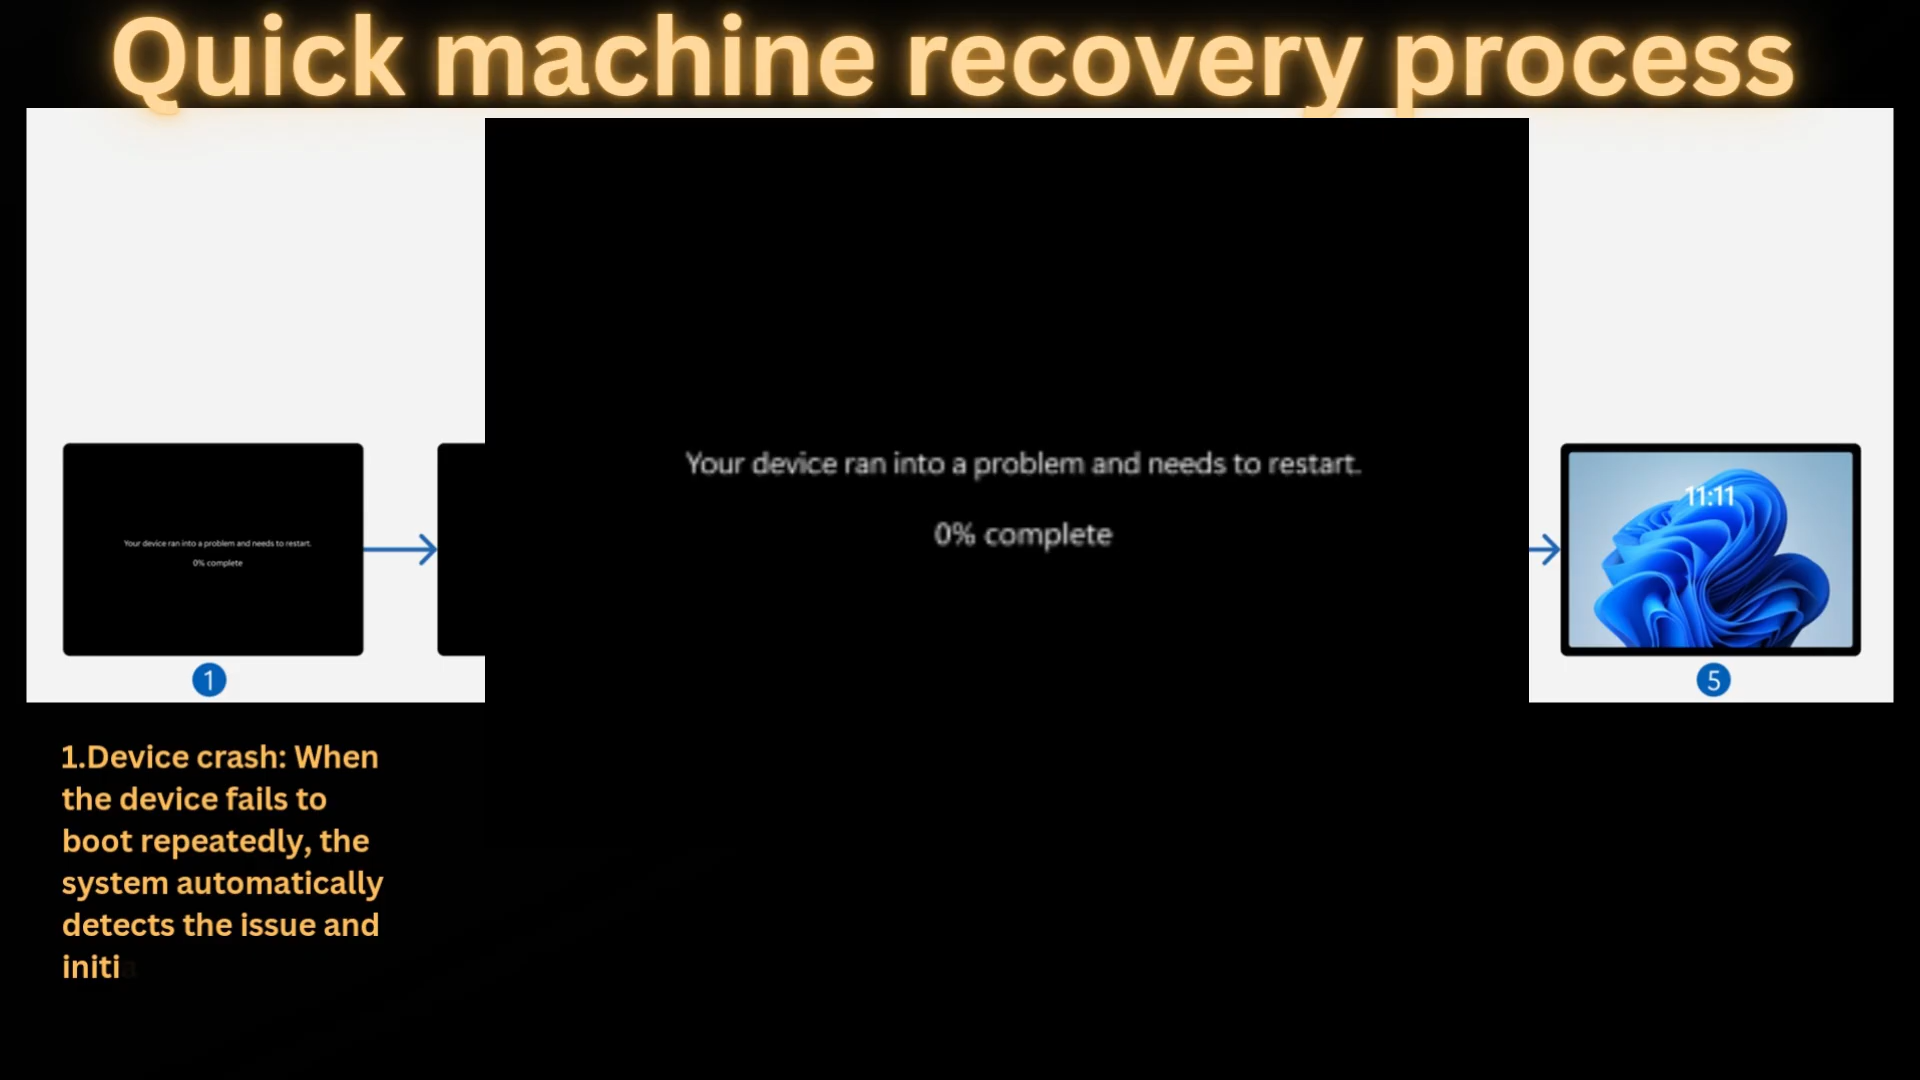 Quick machine recovery process
Your device ran into a problem and needs to restart.
0% complete
Your device ran into a problem and needs to restart.
0% complete
11:11
1
5
1.Device crash: When
the device fails to
boot repeatedly, the
system automatically
detects the issue and
initi